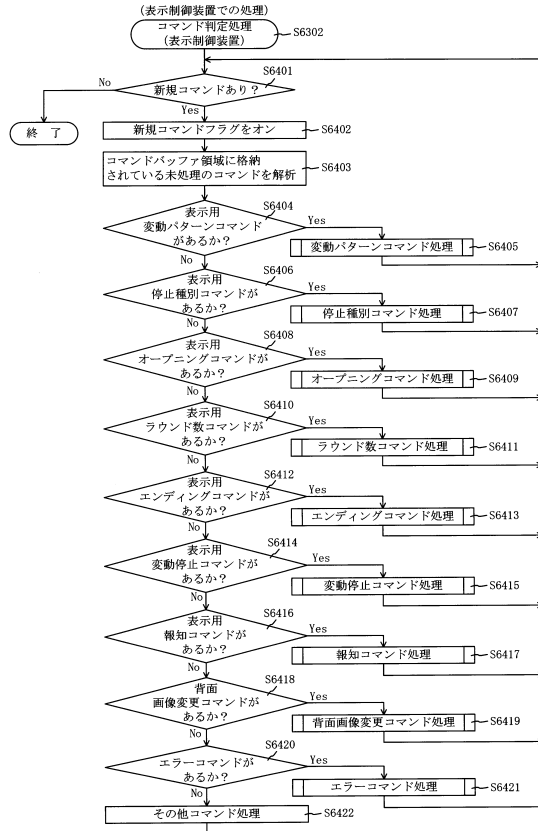 (表示制御装置での処理)
コマンド判定処理
(表示制御装置)
S6302
S6401
新規コマンドあり?
No
Yes
終 了
新規コマンドフラグをオン
S6402
コマンドバッファ領域に格納
されている未処理のコマンドを解析
S6403
S6404
表示用
変動パターンコマンド
があるか?
Yes
No
変動パターンコマンド処理
S6405
S6406
表示用
停止種別コマンドが
あるか?
Yes
No
停止種別コマンド処理
S6407
S6408
表示用
オープニングコマンドが
あるか?
Yes
No
オープニングコマンド処理
S6409
S6410
表示用
ラウンド数コマンドが
あるか?
Yes
No
ラウンド数コマンド処理
S6411
S6412
表示用
エンディングコマンドが
あるか?
Yes
No
エンディングコマンド処理
S6413
S6414
表示用
変動停止コマンドが
あるか?
Yes
No
変動停止コマンド処理
S6415
S6416
表示用
報知コマンドが
あるか?
Yes
No
報知コマンド処理
S6417
S6418
背面
画像変更コマンドが
あるか?
Yes
No
背面画像変更コマンド処理
S6419
S6420
エラーコマンドが
あるか?
Yes
No
エラーコマンド処理
S6421
その他コマンド処理
S6422